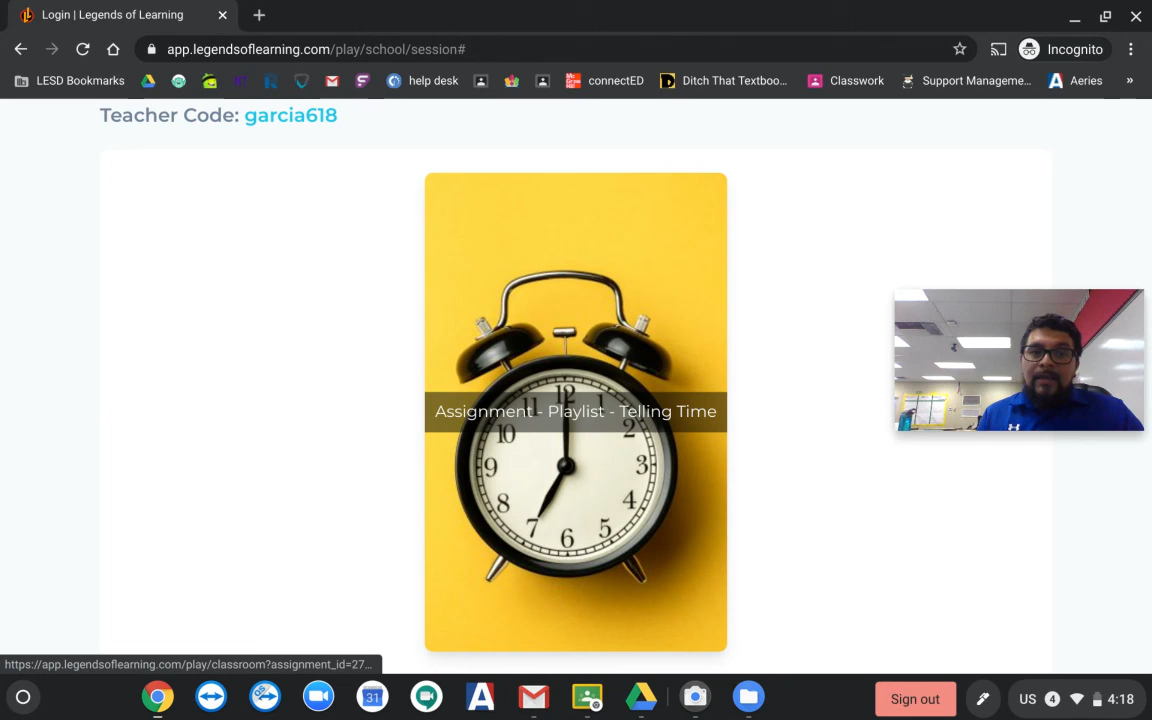 Login | Legends of Learning
app.legendsoflearning.com/play/school/session#
Incognito
LESD Bookmarks
help desk
connectED
Ditch That Textboo...
Classwork
Support Manageme...
Aeries
»
Teacher Code: garcia618
Assignment - Playlist - Telling Time
12
1
2
3
4
5
6
7
8
9
10
11
https://app.legendsoflearning.com/play/classroom?assignment_id=27...
31
Sign out
US
4
4:18